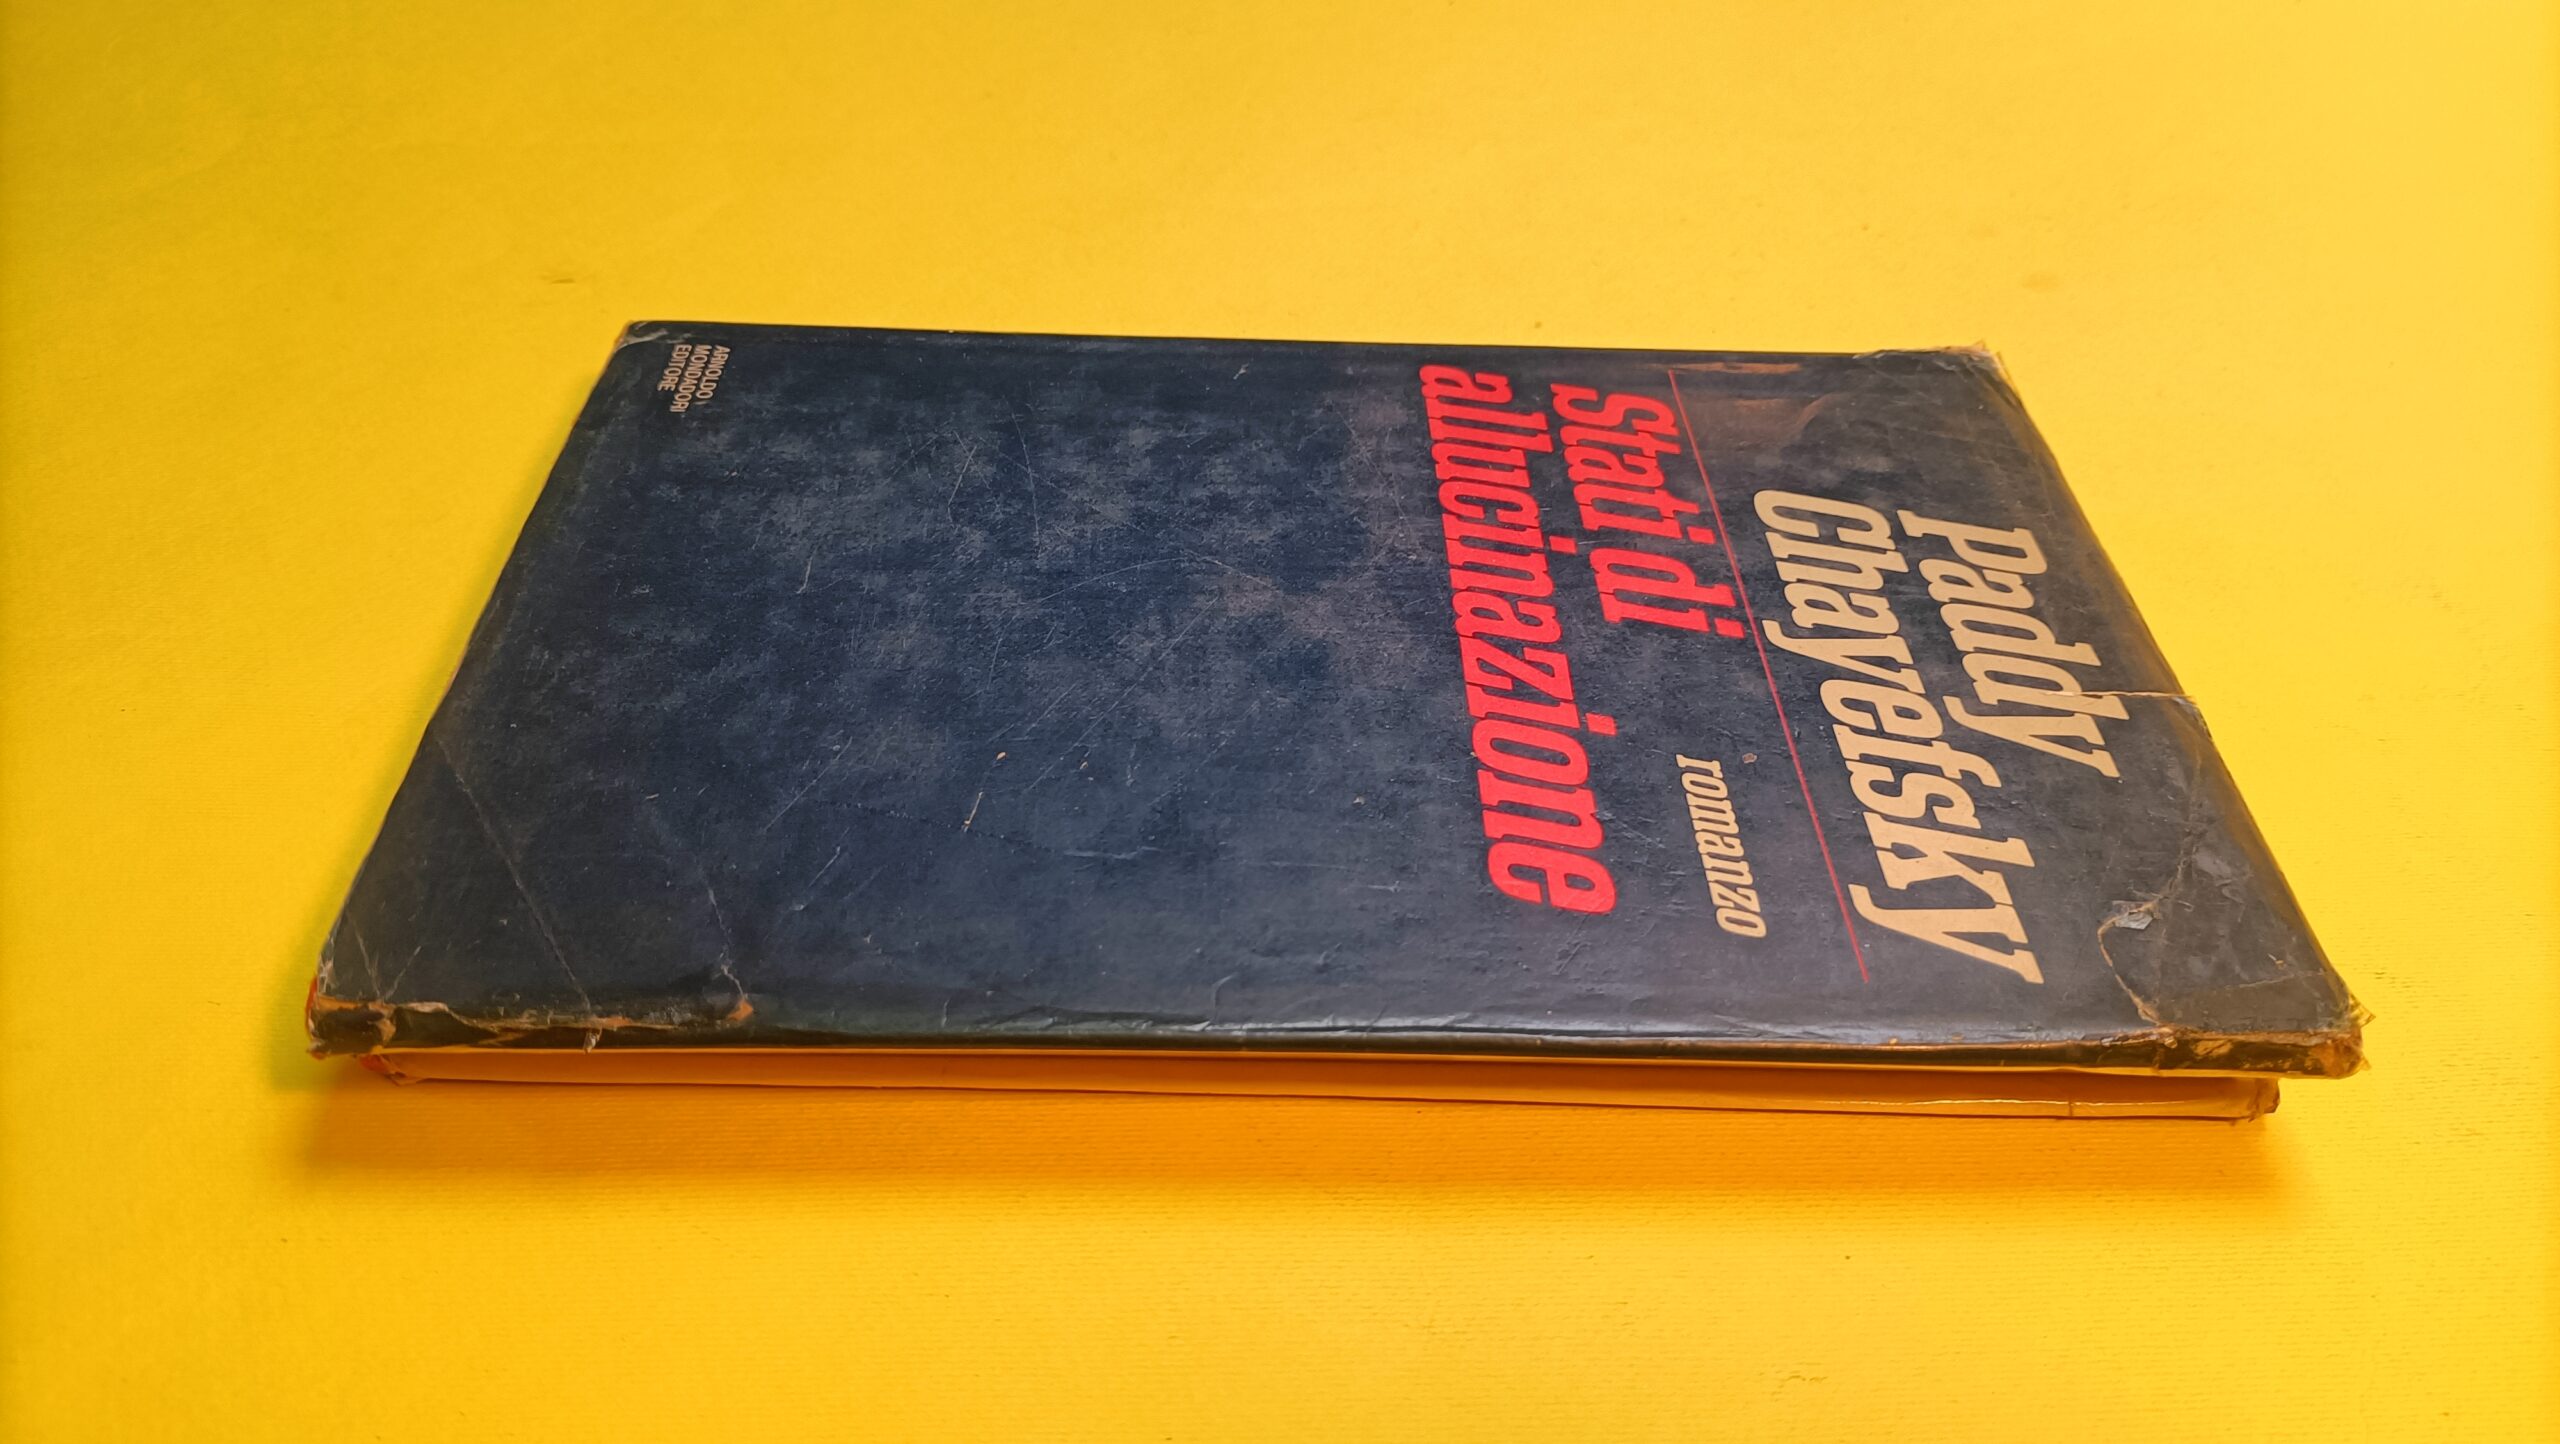 Paddy
Chayefsky
Stati di
allucinazione
romanzo
ARNOLDO
MONDADORI
EDITORE